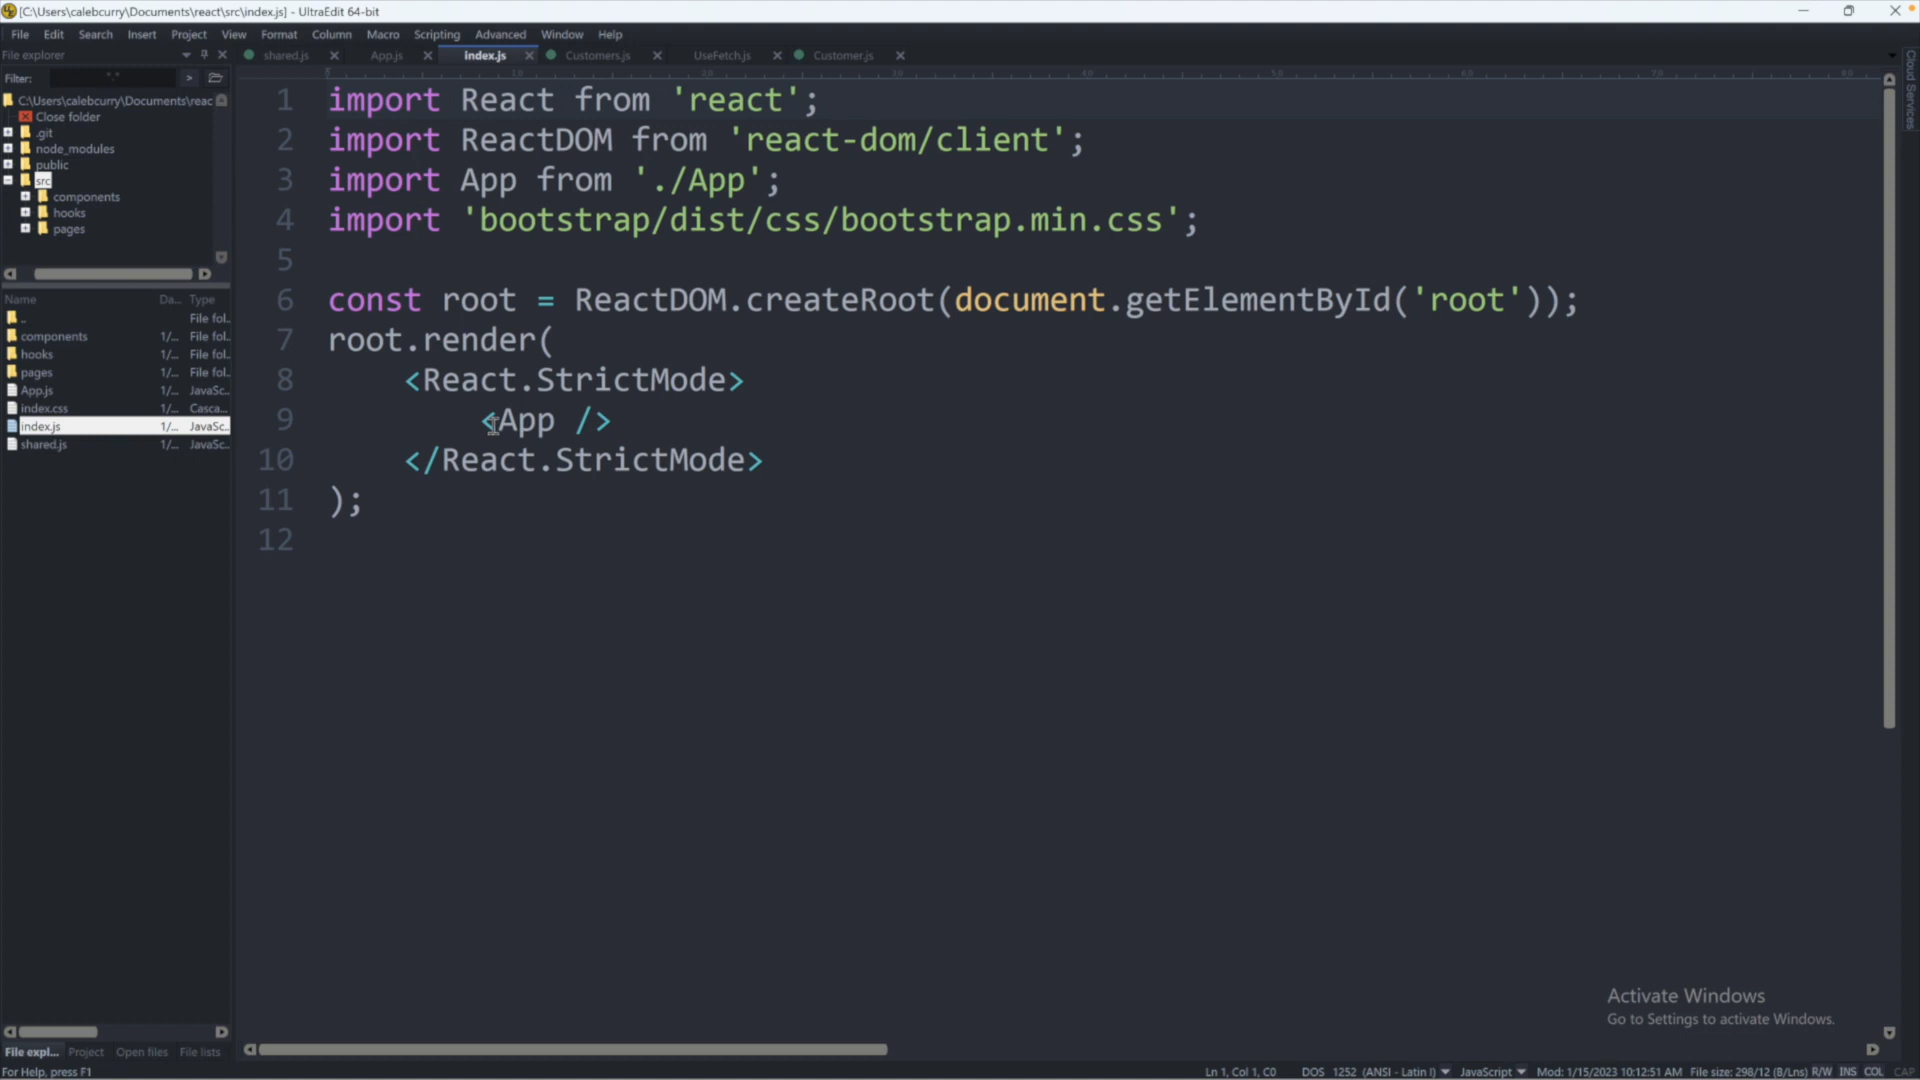 [C:\Users\calebcurry\Documents\react\src\index.js] - UltraEdit 64-bit
File Edit Search Insert Project View Format Column Macro Scripting Advanced Window Help
File explorer
shared.js App.js index.js Customers.js UseFetch.js Customer.js
Filter: *.* >
C:\Users\calebcurry\Documents\reac
Close folder
.git
node_modules
public
src
components
hooks
pages
Name Da... Type
.. File fol...
components 1/... File fol...
hooks 1/... File fol...
pages 1/... File fol...
App.js 1/... JavaSc...
index.css 1/... Casca...
index.js 1/... JavaSc...
shared.js 1/... JavaSc...
1 import React from 'react';
2 import ReactDOM from 'react-dom/client';
3 import App from './App';
4 import 'bootstrap/dist/css/bootstrap.min.css';
5
6 const root = ReactDOM.createRoot(document.getElementById('root'));
7 root.render(
8 <React.StrictMode>
9 <App />
10 </React.StrictMode>
11 );
12
Cloud Services
Activate Windows
Go to Settings to activate Windows.
File expl... Project Open files File lists
For Help, press F1
Ln 1, Col 1, C0 DOS 1252 (ANSI - Latin I) JavaScript Mod: 1/15/2023 10:12:51 AM File size: 298/12 (B/Lns) R/W INS COL CAP